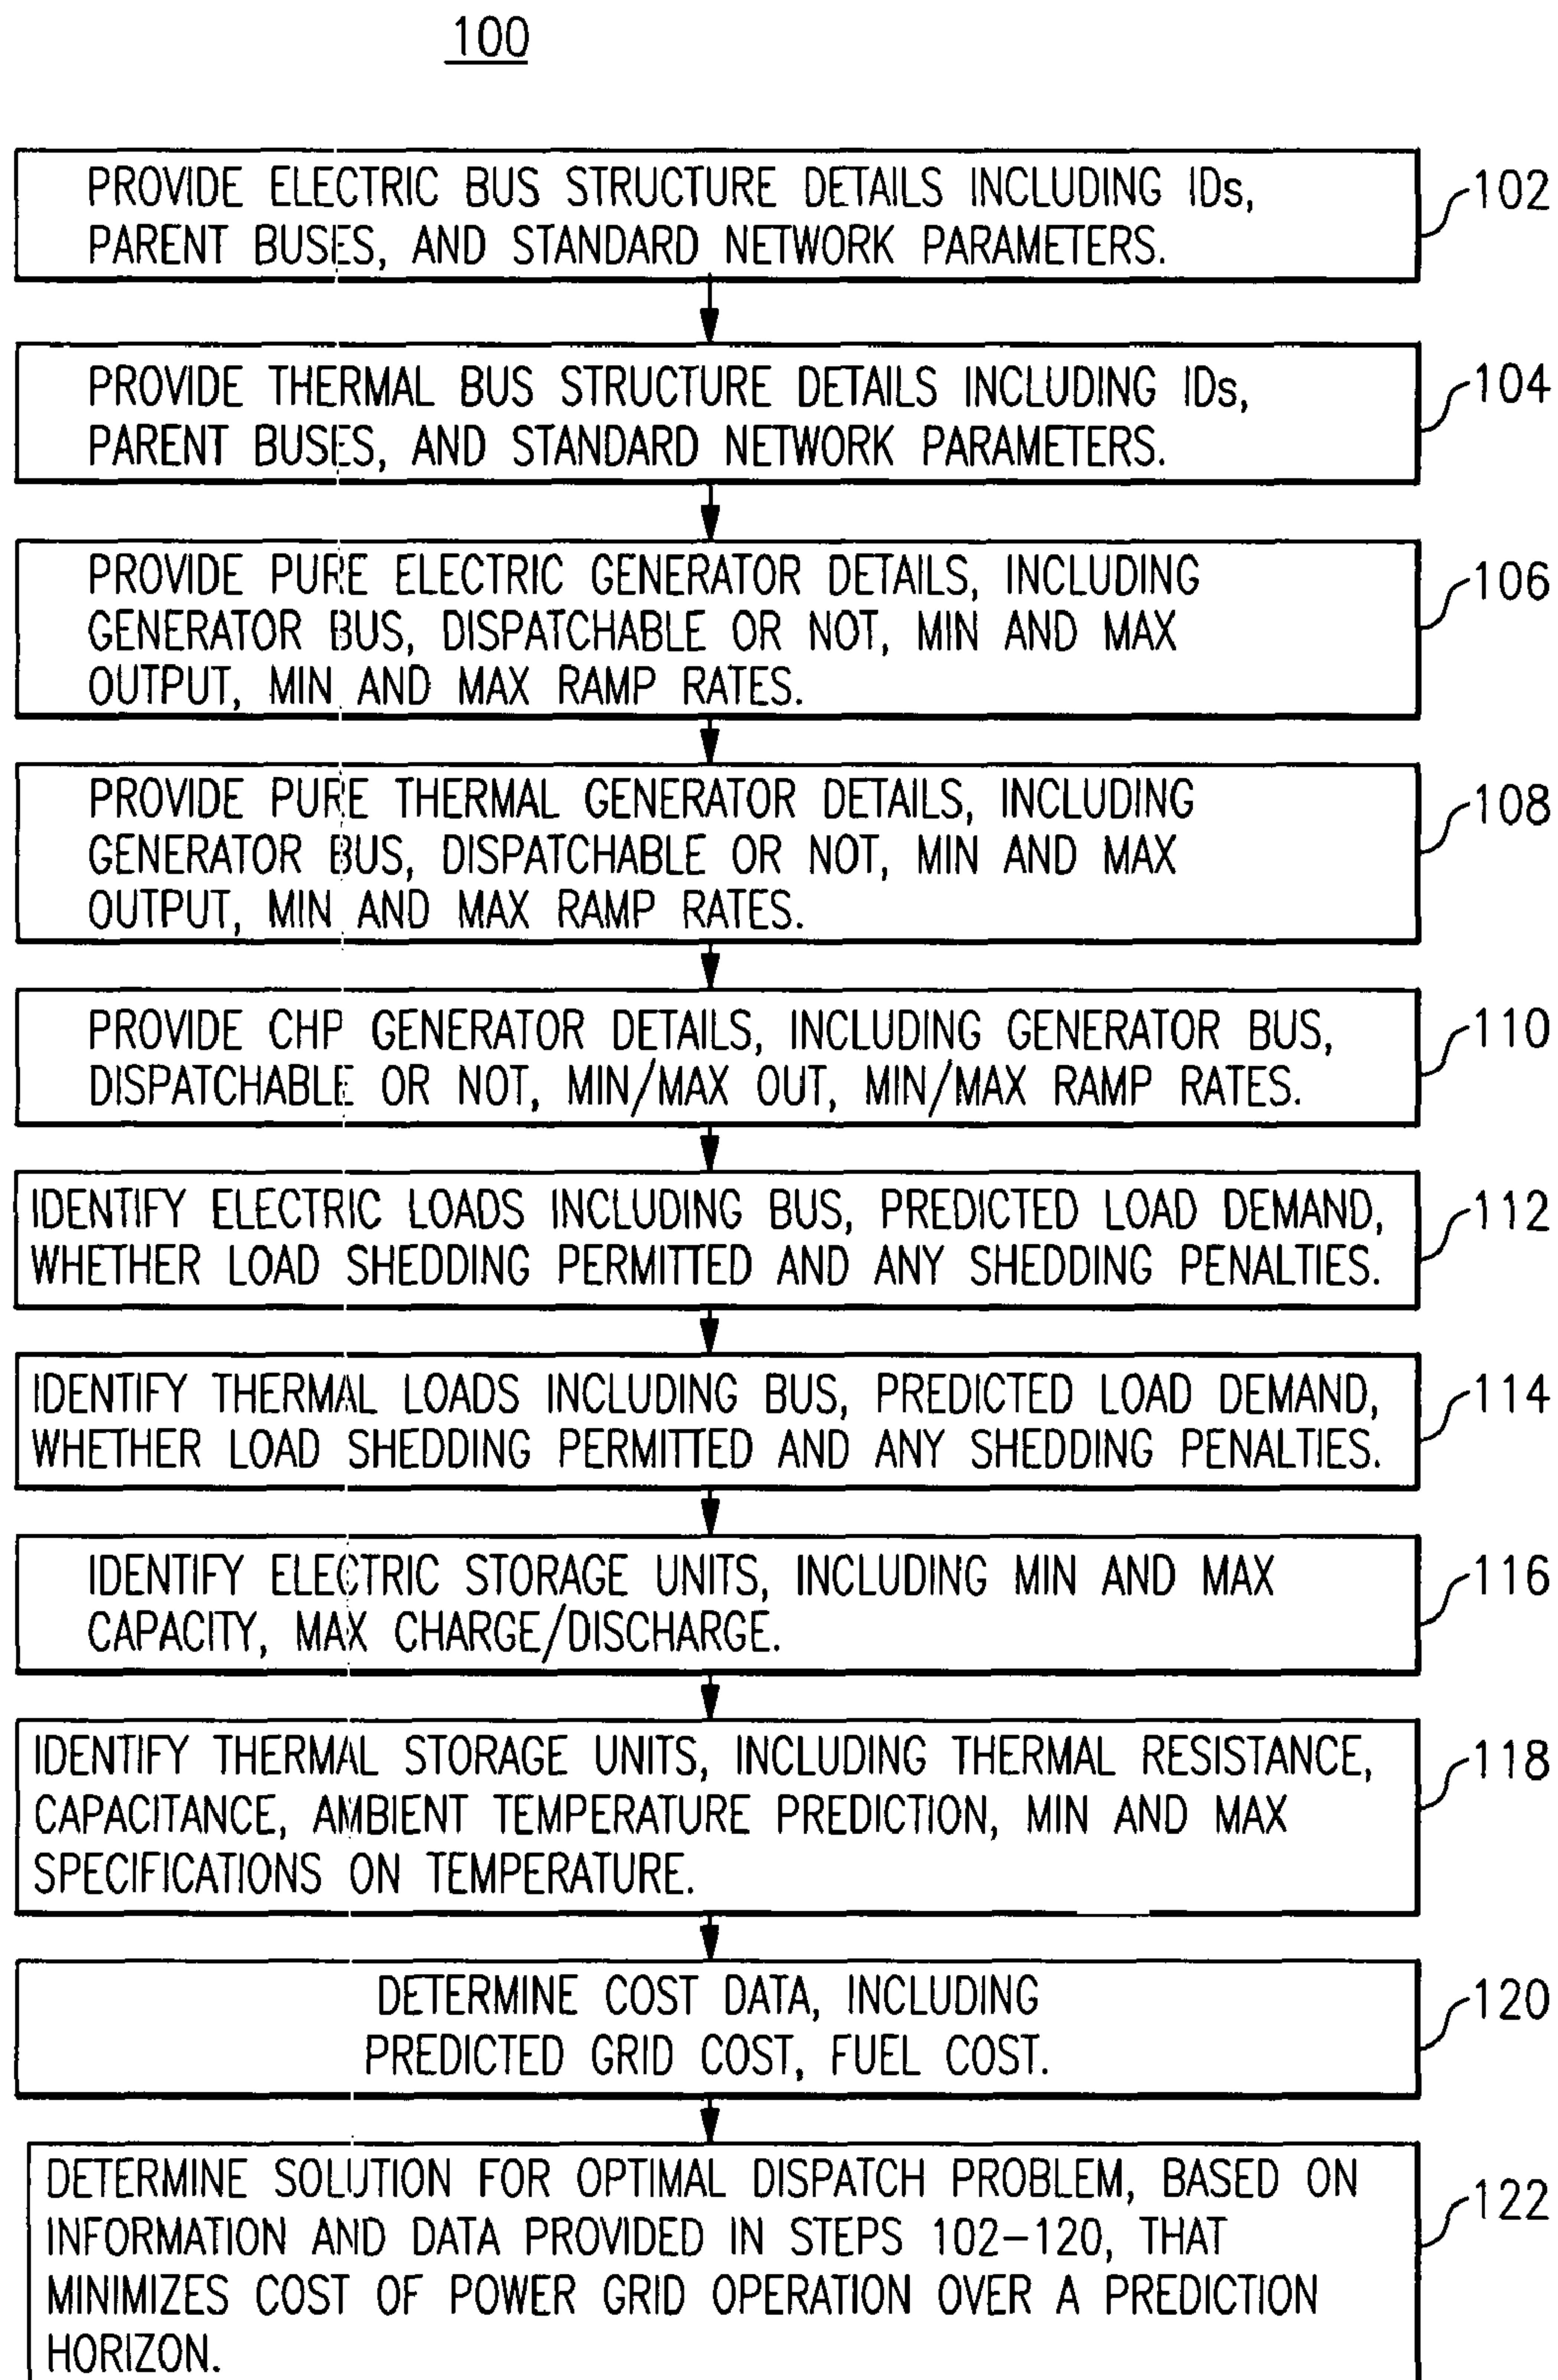 100
PROVIDE ELECTRIC BUS STRUCTURE DETAILS INCLUDING IDs,
PARENT BUSES, AND STANDARD NETWORK PARAMETERS.
102
PROVIDE THERMAL BUS STRUCTURE DETAILS INCLUDING IDs,
PARENT BUSES, AND STANDARD NETWORK PARAMETERS.
104
PROVIDE PURE ELECTRIC GENERATOR DETAILS, INCLUDING
GENERATOR BUS, DISPATCHABLE OR NOT, MIN AND MAX
OUTPUT, MIN AND MAX RAMP RATES.
106
PROVIDE PURE THERMAL GENERATOR DETAILS, INCLUDING
GENERATOR BUS, DISPATCHABLE OR NOT, MIN AND MAX
OUTPUT, MIN AND MAX RAMP RATES.
108
PROVIDE CHP GENERATOR DETAILS, INCLUDING GENERATOR BUS,
DISPATCHABLE OR NOT, MIN/MAX OUT, MIN/MAX RAMP RATES.
110
IDENTIFY ELECTRIC LOADS INCLUDING BUS, PREDICTED LOAD DEMAND,
WHETHER LOAD SHEDDING PERMITTED AND ANY SHEDDING PENALTIES.
112
IDENTIFY THERMAL LOADS INCLUDING BUS, PREDICTED LOAD DEMAND,
WHETHER LOAD SHEDDING PERMITTED AND ANY SHEDDING PENALTIES.
114
IDENTIFY ELECTRIC STORAGE UNITS, INCLUDING MIN AND MAX
CAPACITY, MAX CHARGE/DISCHARGE.
116
IDENTIFY THERMAL STORAGE UNITS, INCLUDING THERMAL RESISTANCE,
CAPACITANCE, AMBIENT TEMPERATURE PREDICTION, MIN AND MAX
SPECIFICATIONS ON TEMPERATURE.
118
DETERMINE COST DATA, INCLUDING
PREDICTED GRID COST, FUEL COST.
120
DETERMINE SOLUTION FOR OPTIMAL DISPATCH PROBLEM, BASED ON
INFORMATION AND DATA PROVIDED IN STEPS 102-120, THAT
MINIMIZES COST OF POWER GRID OPERATION OVER A PREDICTION
HORIZON.
122